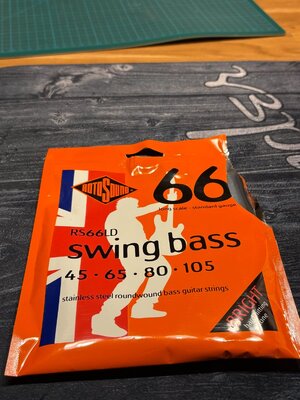 ROTOSOUND
66
long scale - standard gauge
RS66LD
swing bass
45 • 65 • 80 • 105
stainless steel roundwound bass guitar strings
BRIGHT